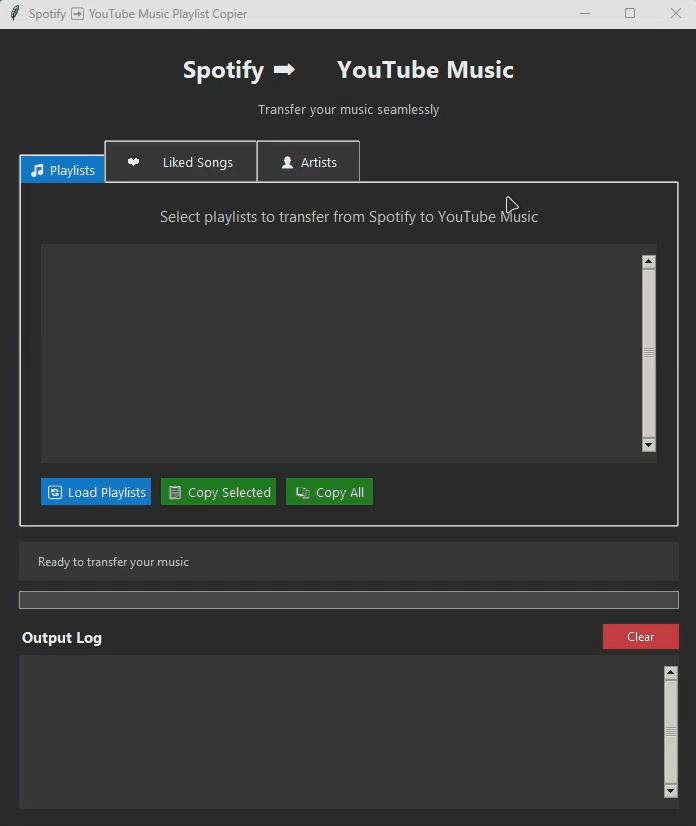 Spotify ➡ YouTube Music Playlist Copier
Spotify ➡ YouTube Music
Transfer your music seamlessly
Playlists
Liked Songs
Artists
Select playlists to transfer from Spotify to YouTube Music
Load Playlists
Copy Selected
Copy All
Ready to transfer your music
Output Log
Clear